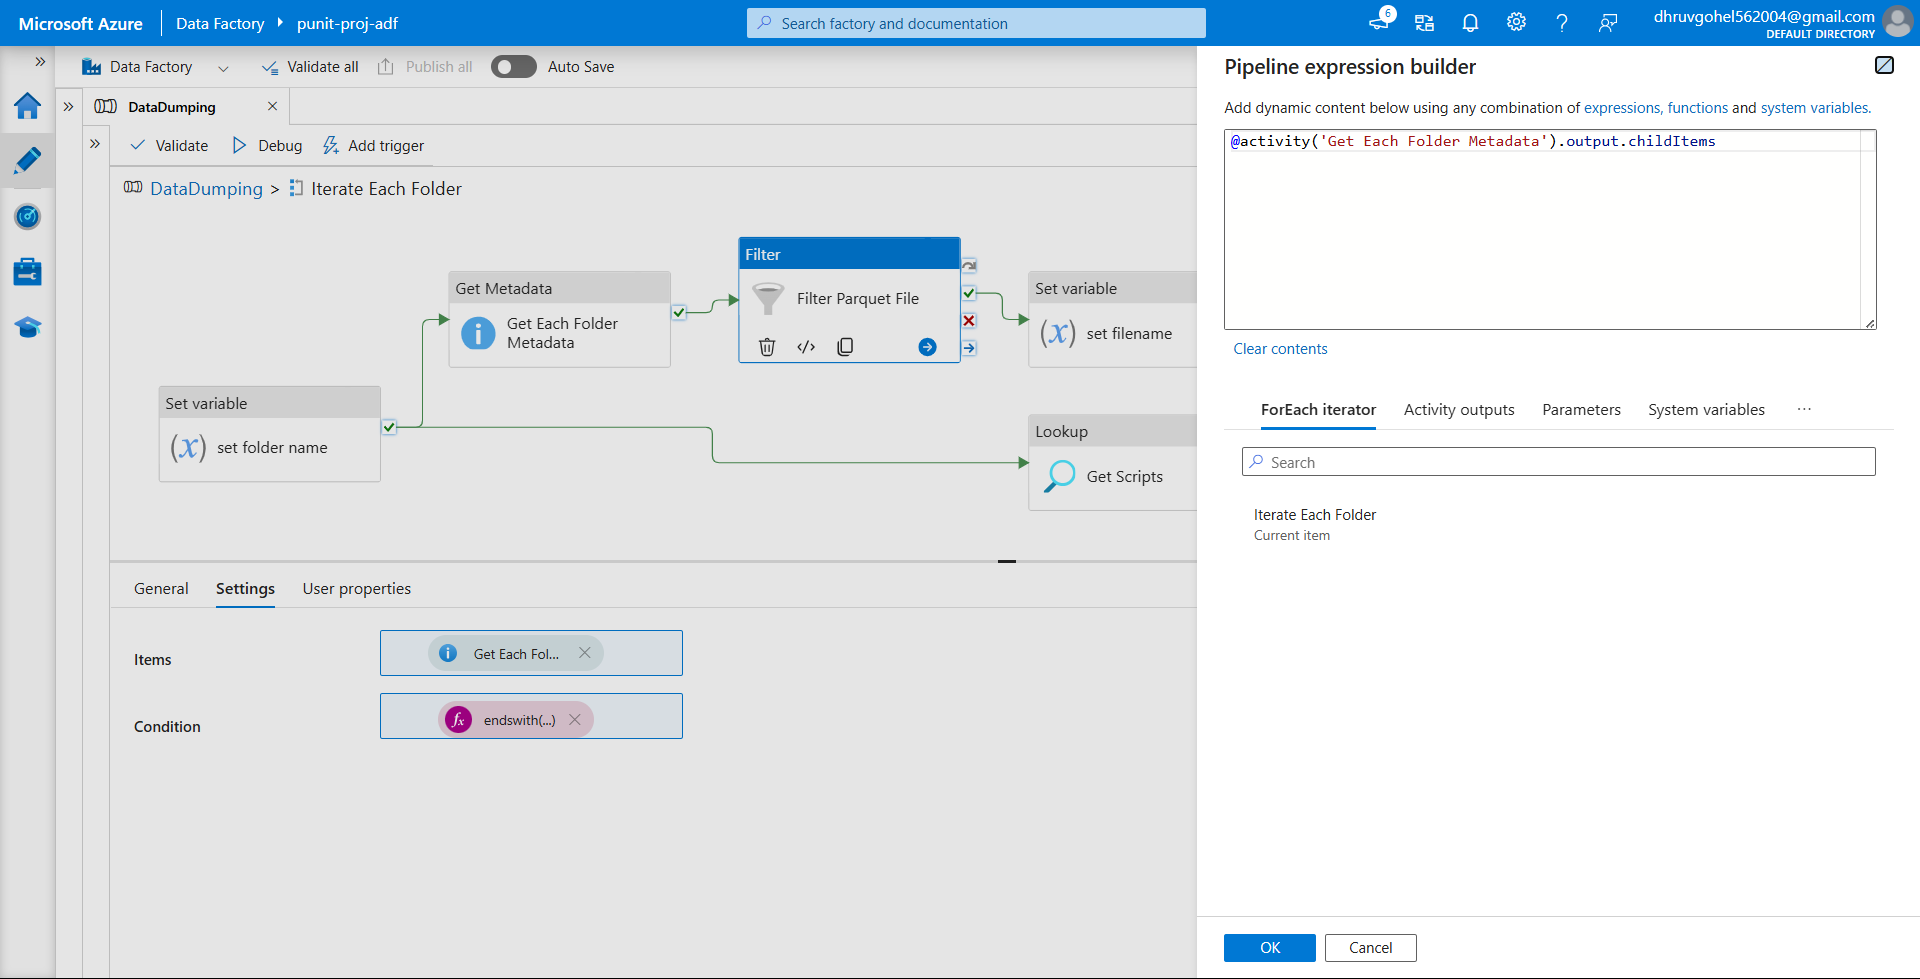 Microsoft Azure
Data Factory
punit-proj-adf
Search factory and documentation
6
dhruvgohel562004@gmail.com
DEFAULT DIRECTORY
Data Factory
Validate all
Publish all
Auto Save
DataDumping
Validate
Debug
Add trigger
DataDumping > Iterate Each Folder
Filter
Filter Parquet File
Get Metadata
Get Each Folder
Metadata
Set variable
(x) set filename
Set variable
(x) set folder name
Lookup
Get Scripts
General
Settings
User properties
Items
Get Each Fol...
Condition
fx
endswith(...)
Pipeline expression builder
Add dynamic content below using any combination of expressions, functions and system variables.
@activity('Get Each Folder Metadata').output.childItems
Clear contents
ForEach iterator
Activity outputs
Parameters
System variables
...
Search
Iterate Each Folder
Current item
OK
Cancel